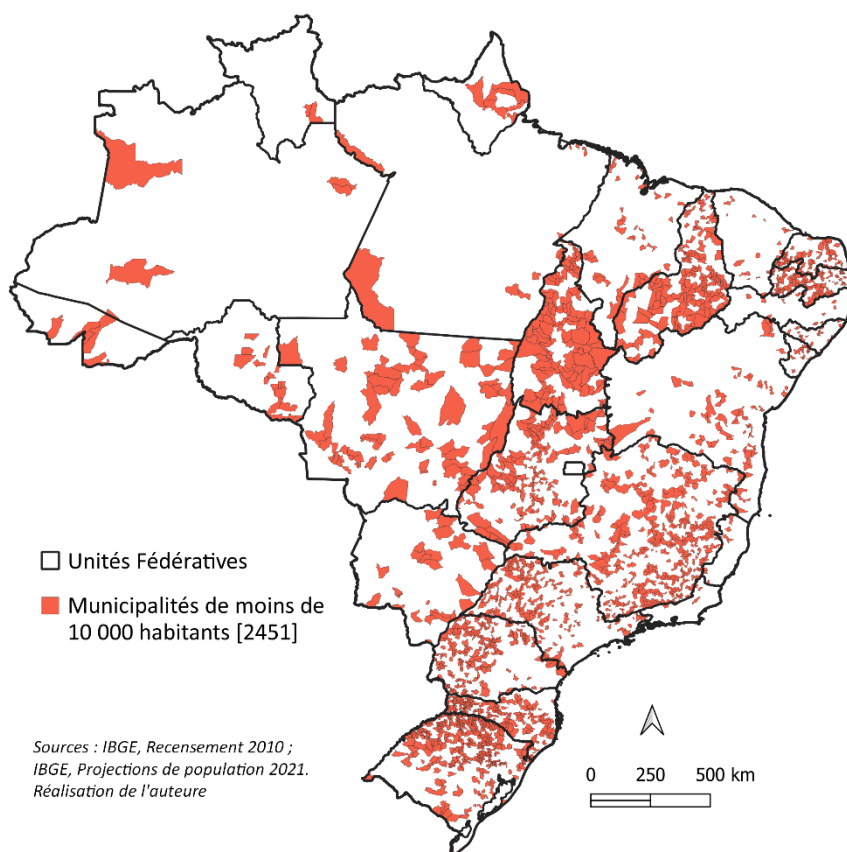 Unités Fédératives
Municipalités de moins de
10 000 habitants [2451]
Sources : IBGE, Recensement 2010 ;
IBGE, Projections de population 2021.
Réalisation de l'auteure
0 250 500 km